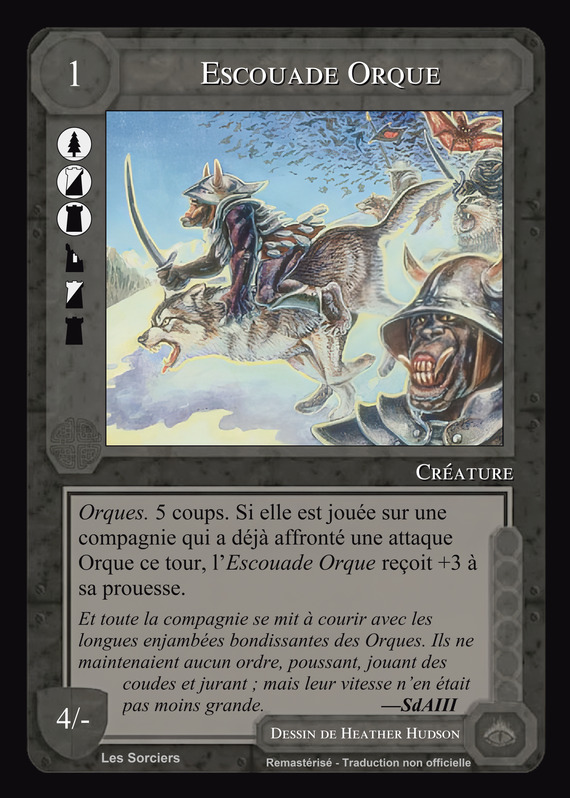 1
Escouade Orque
Créature
Orques. 5 coups. Si elle est jouée sur une
compagnie qui a déjà affronté une attaque
Orque ce tour, l'Escouade Orque reçoit +3 à
sa prouesse.
Et toute la compagnie se mit à courir avec les
longues enjambées bondissantes des Orques. Ils ne
maintenaient aucun ordre, poussant, jouant des
coudes et jurant ; mais leur vitesse n'en était
pas moins grande. —SdAIII
4/-
Dessin de Heather Hudson
Les Sorciers
Remastérisé - Traduction non officielle